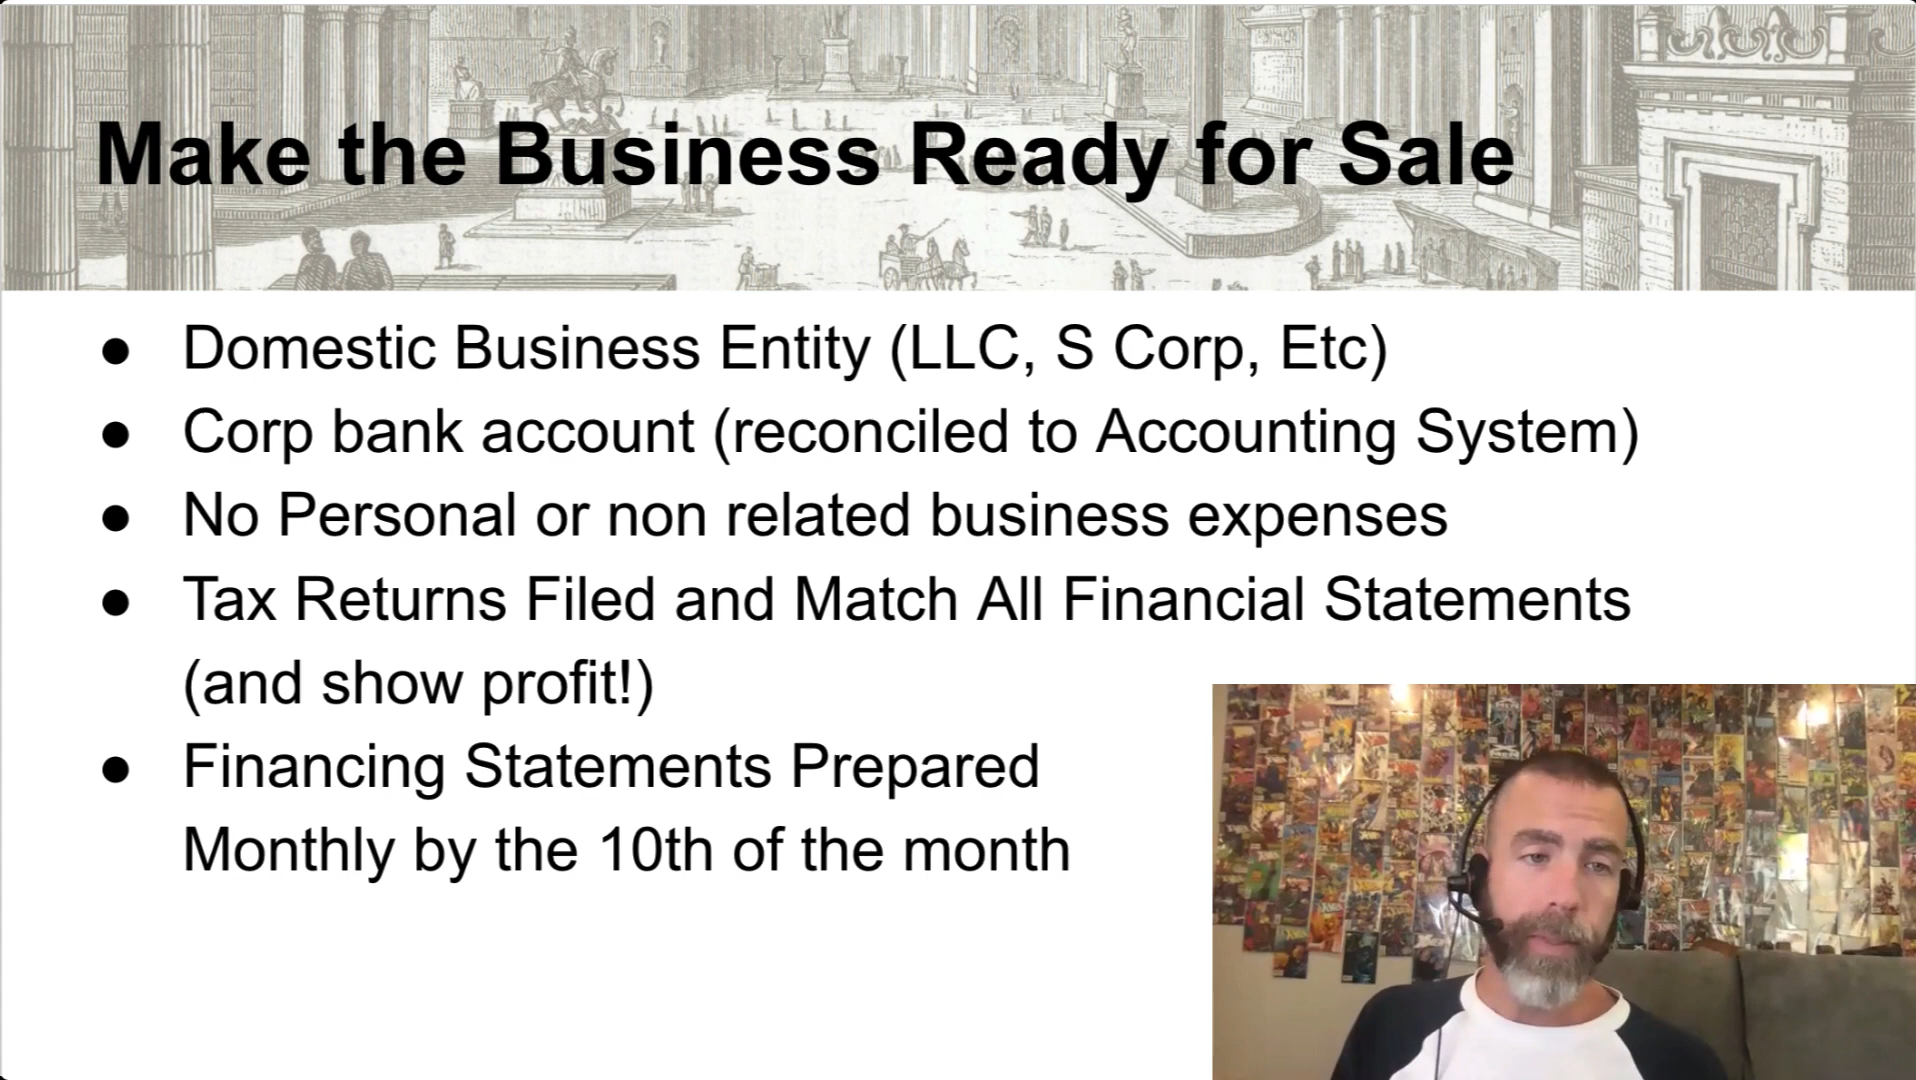 Make the Business Ready for Sale
● Domestic Business Entity (LLC, S Corp, Etc)
● Corp bank account (reconciled to Accounting System)
● No Personal or non related business expenses
● Tax Returns Filed and Match All Financial Statements
(and show profit!)
● Financing Statements Prepared
Monthly by the 10th of the month